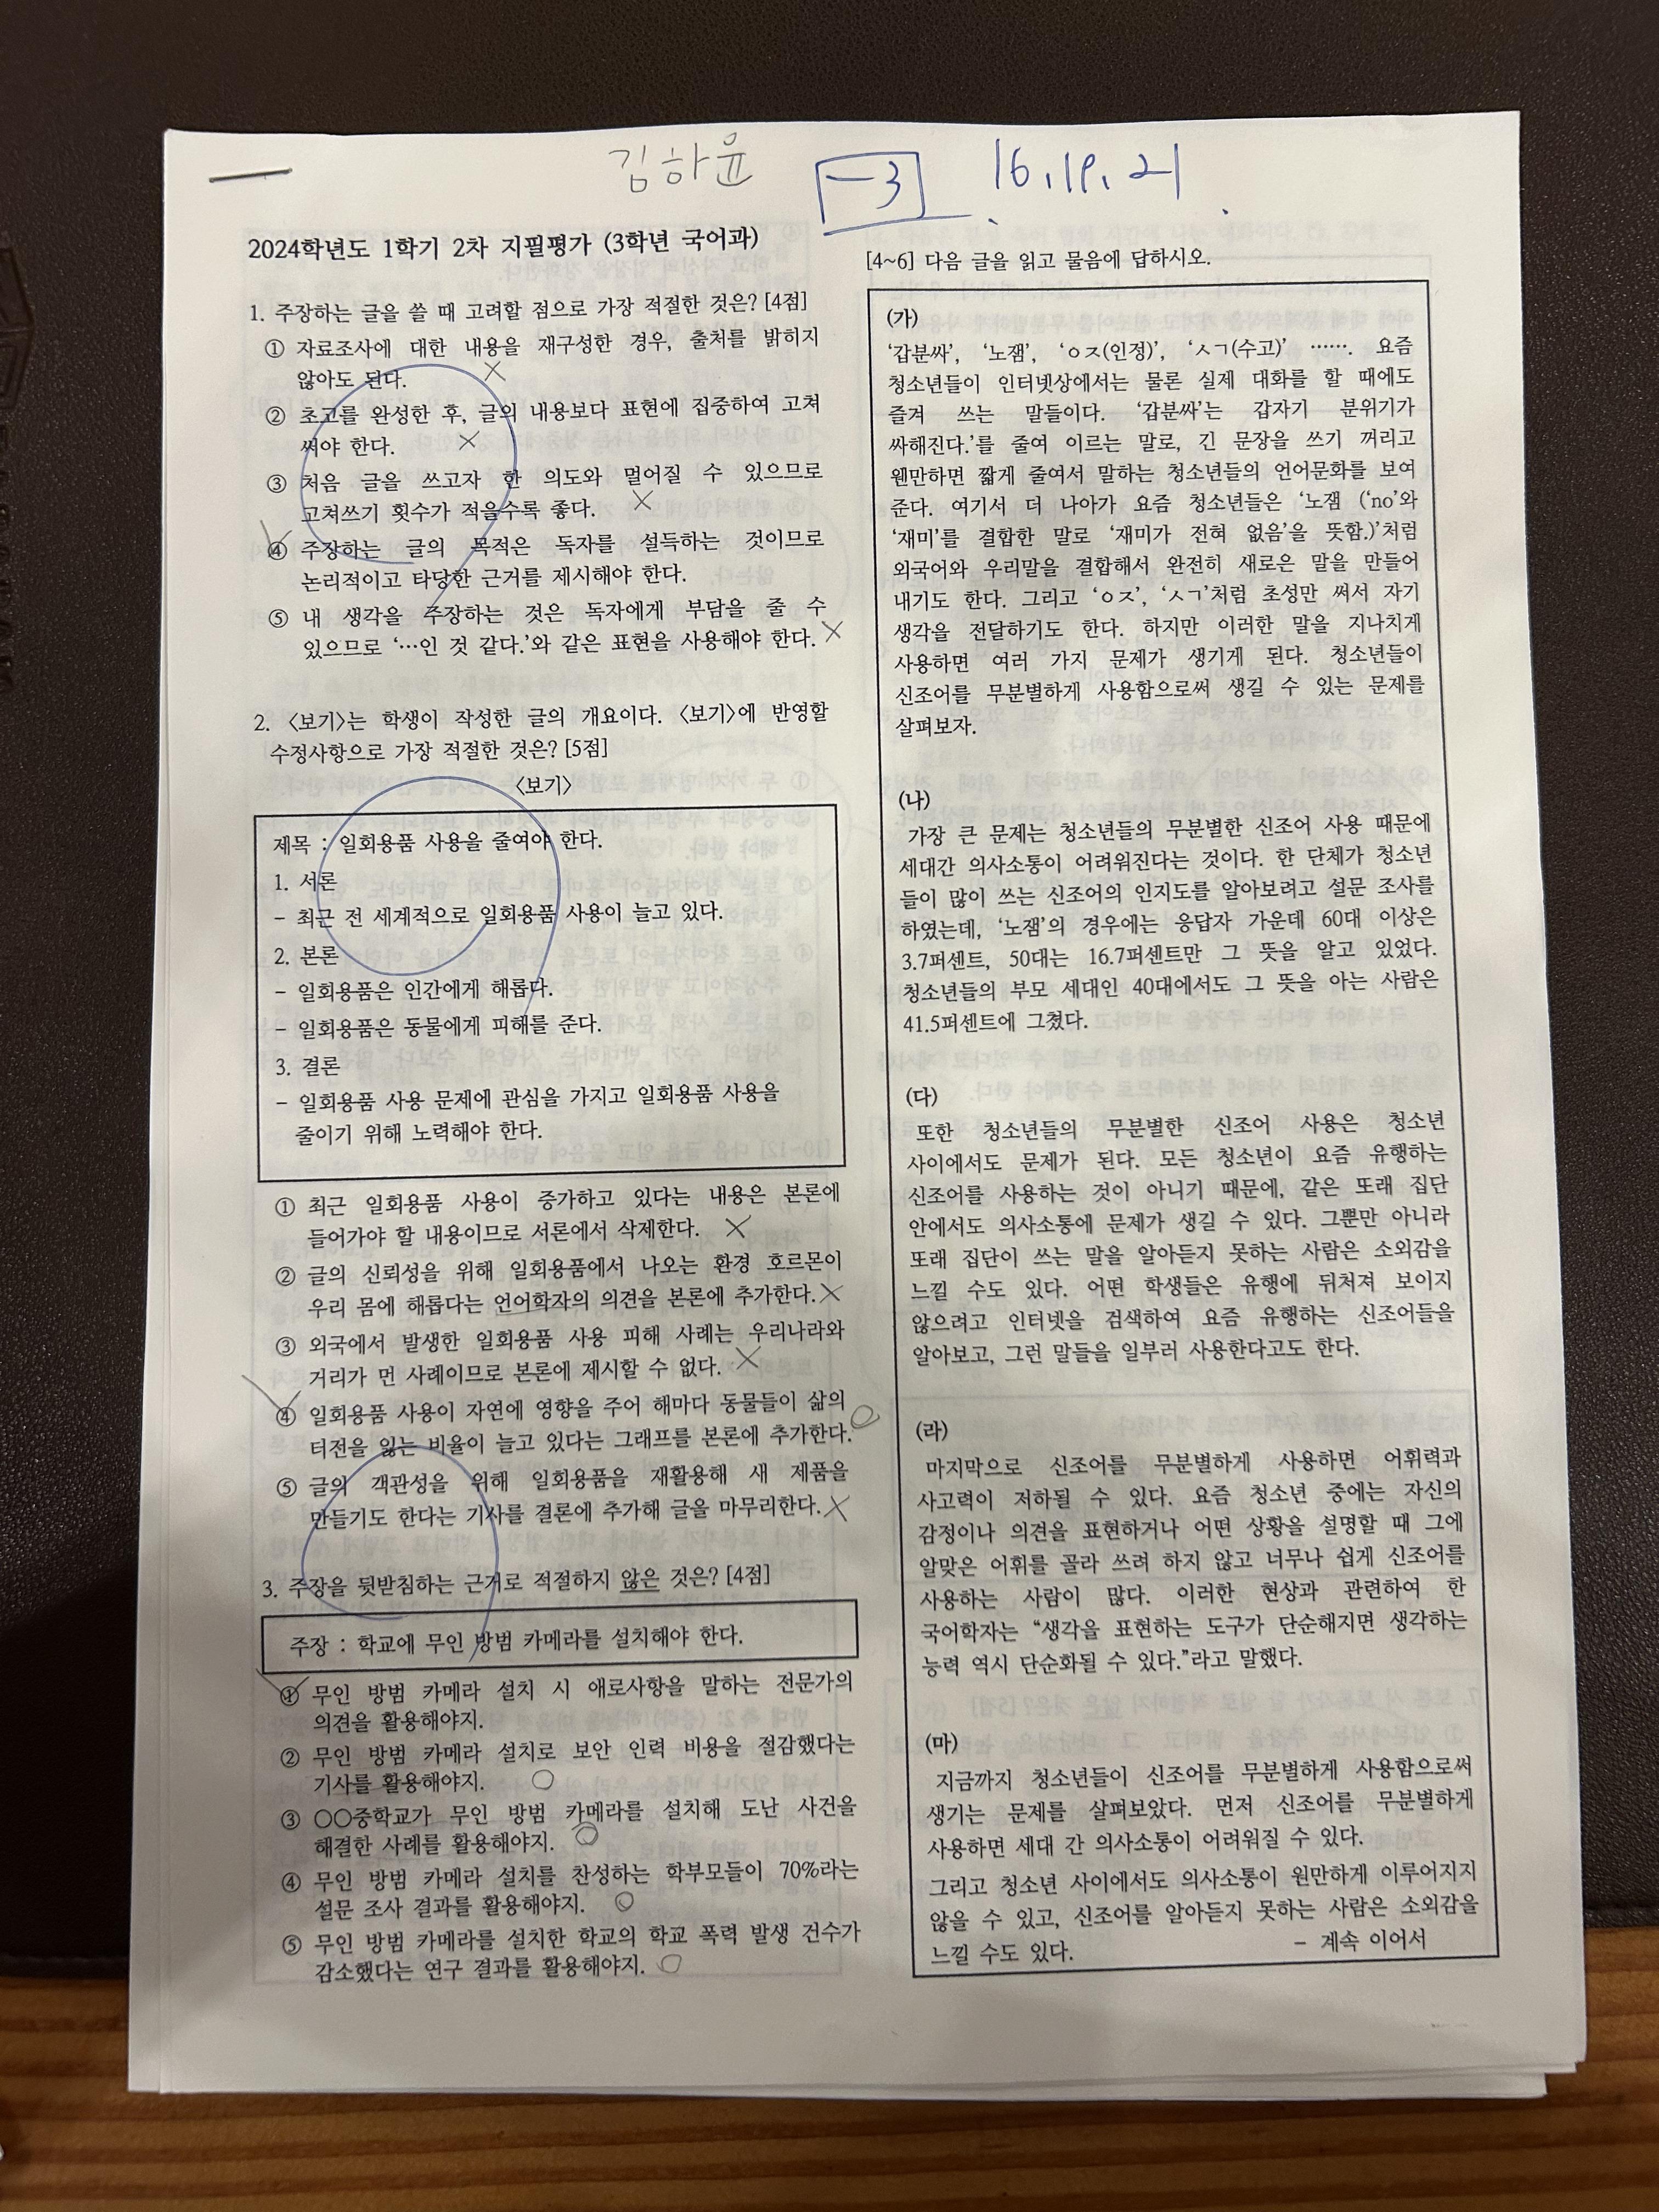 김하윤
-3
16, 19, 21
2024학년도 1학기 2차 지필평가 (3학년 국어과)
1. 주장하는 글을 쓸 때 고려할 점으로 가장 적절한 것은? [4점]
① 자료조사에 대한 내용을 재구성한 경우, 출처를 밝히지
않아도 된다.
② 초고를 완성한 후, 글의 내용보다 표현에 집중하여 고쳐
써야 한다.
③ 처음 글을 쓰고자 한 의도와 멀어질 수 있으므로
고쳐쓰기 횟수가 적을수록 좋다.
④ 주장하는 글의 목적은 독자를 설득하는 것이므로
논리적이고 타당한 근거를 제시해야 한다.
⑤ 내 생각을 주장하는 것은 독자에게 부담을 줄 수
있으므로 ‘…인 것 같다.’와 같은 표현을 사용해야 한다.
2. <보기>는 학생이 작성한 글의 개요이다. <보기>에 반영할
수정사항으로 가장 적절한 것은? [5점]
<보기>
제목 : 일회용품 사용을 줄여야 한다.
1. 서론
- 최근 전 세계적으로 일회용품 사용이 늘고 있다.
2. 본론
- 일회용품은 인간에게 해롭다.
- 일회용품은 동물에게 피해를 준다.
3. 결론
- 일회용품 사용 문제에 관심을 가지고 일회용품 사용을
줄이기 위해 노력해야 한다.
① 최근 일회용품 사용이 증가하고 있다는 내용은 본론에
들어가야 할 내용이므로 서론에서 삭제한다.
② 글의 신뢰성을 위해 일회용품에서 나오는 환경 호르몬이
우리 몸에 해롭다는 언어학자의 의견을 본론에 추가한다.
③ 외국에서 발생한 일회용품 사용 피해 사례는 우리나라와
거리가 먼 사례이므로 본론에 제시할 수 없다.
④ 일회용품 사용이 자연에 영향을 주어 해마다 동물들이 삶의
터전을 잃는 비율이 늘고 있다는 그래프를 본론에 추가한다.
⑤ 글의 객관성을 위해 일회용품을 재활용해 새 제품을
만들기도 한다는 기사를 결론에 추가해 글을 마무리한다.
3. 주장을 뒷받침하는 근거로 적절하지 않은 것은? [4점]
주장 : 학교에 무인 방범 카메라를 설치해야 한다.
① 무인 방범 카메라 설치 시 애로사항을 말하는 전문가의
의견을 활용해야지.
② 무인 방범 카메라 설치로 보안 인력 비용을 절감했다는
기사를 활용해야지.
③ ○○중학교가 무인 방범 카메라를 설치해 도난 사건을
해결한 사례를 활용해야지.
④ 무인 방범 카메라 설치를 찬성하는 학부모들이 70%라는
설문 조사 결과를 활용해야지.
⑤ 무인 방범 카메라를 설치한 학교의 학교 폭력 발생 건수가
감소했다는 연구 결과를 활용해야지.
[4~6] 다음 글을 읽고 물음에 답하시오.
(가)
‘갑분싸’, ‘노잼’, ‘ㅇㅈ(인정)’, ‘ㅅㄱ(수고)’ ……. 요즘
청소년들이 인터넷상에서는 물론 실제 대화를 할 때에도
즐겨 쓰는 말들이다. ‘갑분싸’는 갑자기 분위기가
싸해진다.’를 줄여 이르는 말로, 긴 문장을 쓰기 꺼리고
웬만하면 짧게 줄여서 말하는 청소년들의 언어문화를 보여
준다. 여기서 더 나아가 요즘 청소년들은 ‘노잼 (‘no’와
‘재미’를 결합한 말로 ‘재미가 전혀 없음’을 뜻함.)’처럼
외국어와 우리말을 결합해서 완전히 새로운 말을 만들어
내기도 한다. 그리고 ‘ㅇㅈ’, ‘ㅅㄱ’처럼 초성만 써서 자기
생각을 전달하기도 한다. 하지만 이러한 말을 지나치게
사용하면 여러 가지 문제가 생기게 된다. 청소년들이
신조어를 무분별하게 사용함으로써 생길 수 있는 문제를
살펴보자.
(나)
가장 큰 문제는 청소년들의 무분별한 신조어 사용 때문에
세대간 의사소통이 어려워진다는 것이다. 한 단체가 청소년
들이 많이 쓰는 신조어의 인지도를 알아보려고 설문 조사를
하였는데, ‘노잼’의 경우에는 응답자 가운데 60대 이상은
3.7퍼센트, 50대는 16.7퍼센트만 그 뜻을 알고 있었다.
청소년들의 부모 세대인 40대에서도 그 뜻을 아는 사람은
41.5퍼센트에 그쳤다.
(다)
또한 청소년들의 무분별한 신조어 사용은 청소년
사이에서도 문제가 된다. 모든 청소년이 요즘 유행하는
신조어를 사용하는 것이 아니기 때문에, 같은 또래 집단
안에서도 의사소통에 문제가 생길 수 있다. 그뿐만 아니라
또래 집단이 쓰는 말을 알아듣지 못하는 사람은 소외감을
느낄 수도 있다. 어떤 학생들은 유행에 뒤처져 보이지
않으려고 인터넷을 검색하여 요즘 유행하는 신조어들을
알아보고, 그런 말들을 일부러 사용한다고도 한다.
(라)
마지막으로 신조어를 무분별하게 사용하면 어휘력과
사고력이 저하될 수 있다. 요즘 청소년 중에는 자신의
감정이나 의견을 표현하거나 어떤 상황을 설명할 때 그에
알맞은 어휘를 골라 쓰려 하지 않고 너무나 쉽게 신조어를
사용하는 사람이 많다. 이러한 현상과 관련하여 한
국어학자는 “생각을 표현하는 도구가 단순해지면 생각하는
능력 역시 단순화될 수 있다.”라고 말했다.
(마)
지금까지 청소년들이 신조어를 무분별하게 사용함으로써
생기는 문제를 살펴보았다. 먼저 신조어를 무분별하게
사용하면 세대 간 의사소통이 어려워질 수 있다.
그리고 청소년 사이에서도 의사소통이 원만하게 이루어지지
않을 수 있고, 신조어를 알아듣지 못하는 사람은 소외감을
느낄 수도 있다. - 계속 이어서